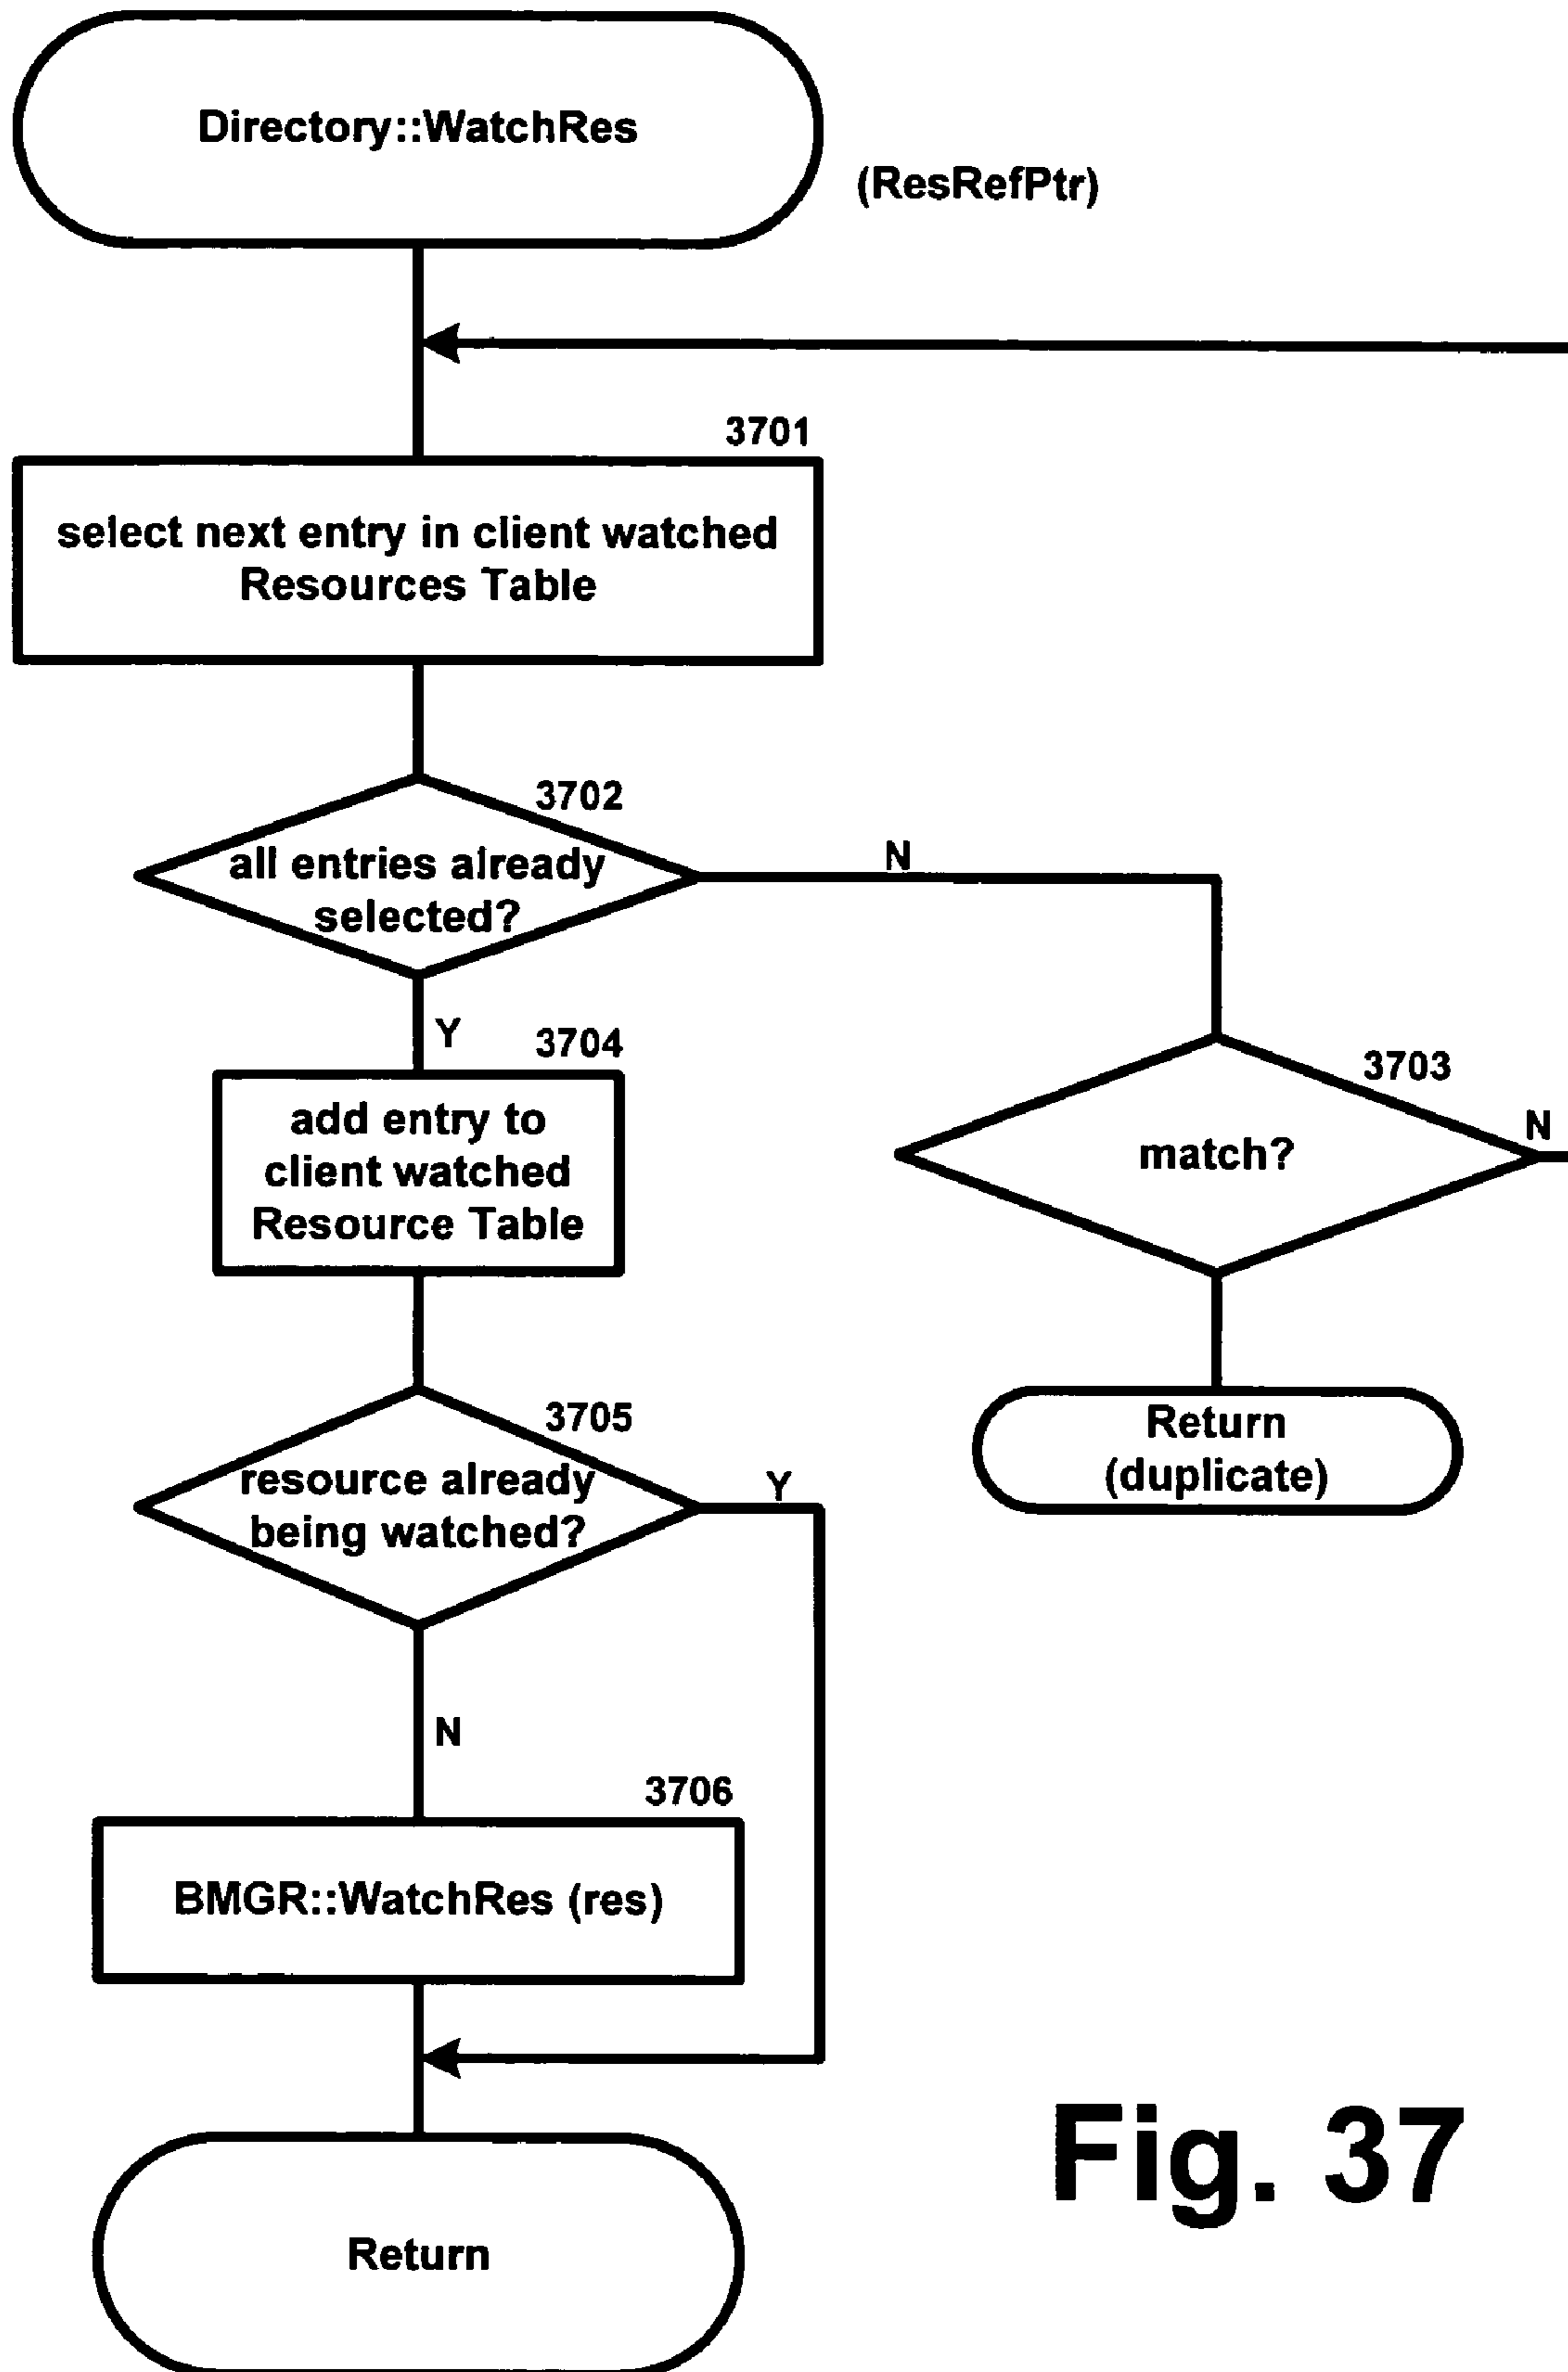 Directory::WatchRes
(ResRefPtr)
3701
select next entry in client watched
Resources Table
3702
all entries already
selected?
N
Y
3704
add entry to
client watched
Resource Table
3703
match?
N
Return
(duplicate)
3705
resource already
being watched?
Y
N
3706
BMGR::WatchRes (res)
Return
Fig. 37